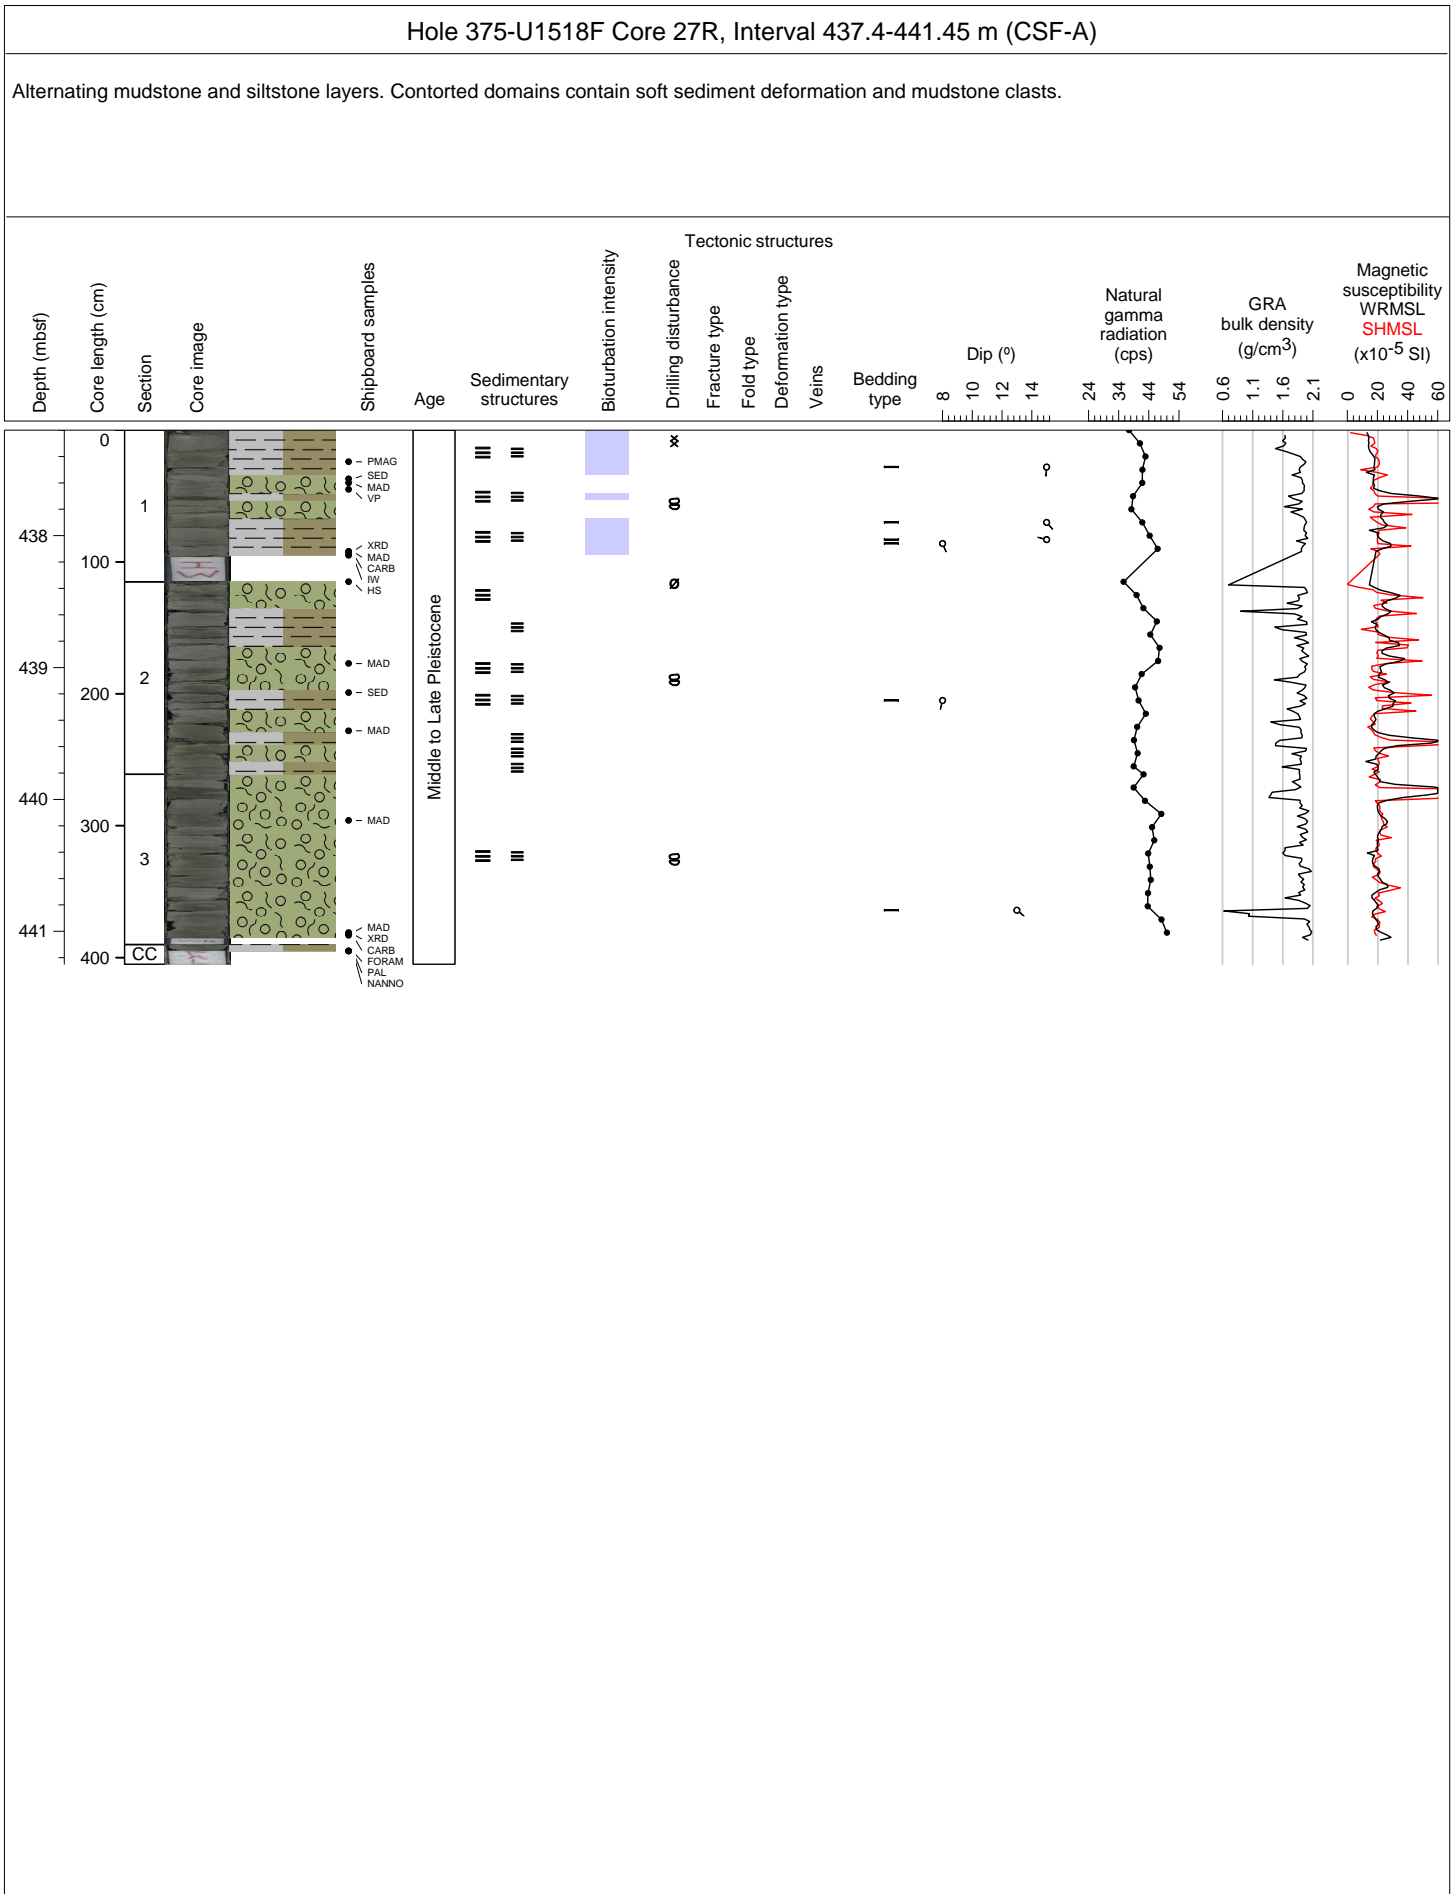 Hole 375-U1518F Core 27R, Interval 437.4-441.45 m (CSF-A)
Alternating mudstone and siltstone layers. Contorted domains contain soft sediment deformation and mudstone clasts.
Depth (mbsf)
Core length (cm)
Section
Core image
Shipboard samples
Age
Sedimentary
structures
Bioturbation intensity
Drilling disturbance
Tectonic structures
Fracture type
Fold type
Deformation type
Veins
Bedding
type
Dip (º)
8 10 12 14
Natural
gamma
radiation
(cps)
24 34 44 54
GRA
bulk density
(g/cm3)
0.6 1.1 1.6 2.1
Magnetic
susceptibility
WRMSL
SHMSL
(x10-5 SI)
0 20 40 60
438
439
440
441
0
100
200
300
400
1
2
3
CC
PMAG
SED
MAD
VP
XRD
MAD
CARB
IW
HS
MAD
SED
MAD
MAD
MAD
XRD
CARB
FORAM
PAL
NANNO
Middle to Late Pleistocene